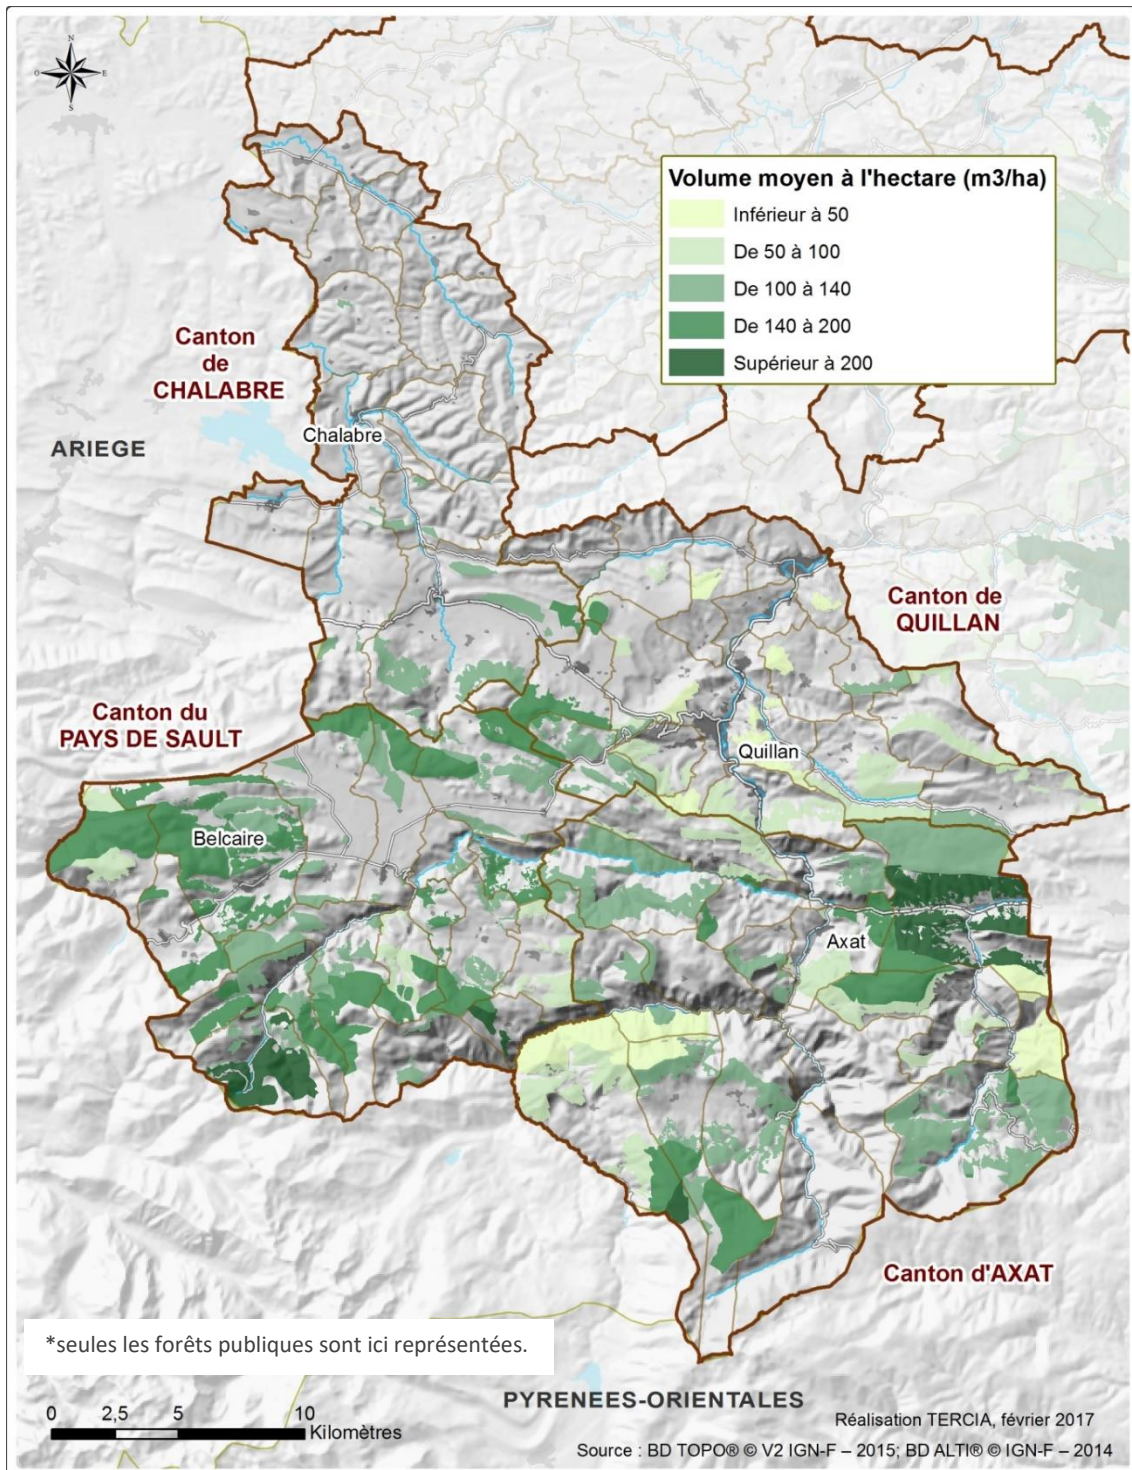 N
O
E
S
Volume moyen à l'hectare (m3/ha)
Inférieur à 50
De 50 à 100
De 100 à 140
De 140 à 200
Supérieur à 200
Canton
de
CHALABRE
ARIEGE
Chalabre
Canton de
QUILLAN
Canton du
PAYS DE SAULT
Quillan
Belcaire
Axat
Canton d'AXAT
*seules les forêts publiques sont ici représentées.
PYRENEES-ORIENTALES
0 2,5 5 10
Kilomètres
Réalisation TERCIA, février 2017
Source : BD TOPO® © V2 IGN-F – 2015; BD ALTI® © IGN-F – 2014